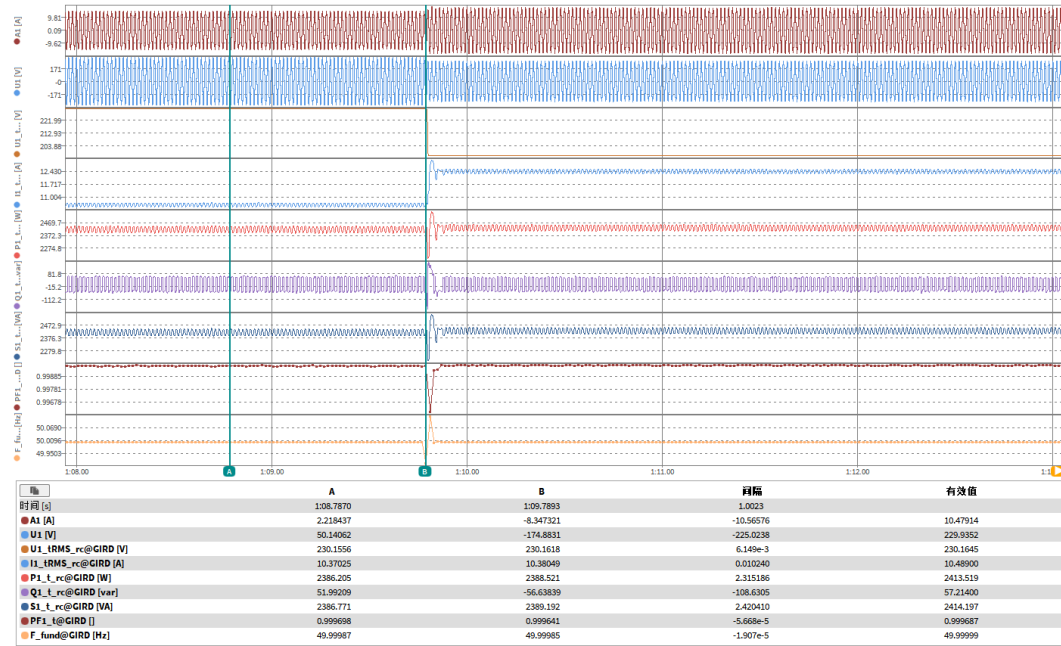 A1 [A]
9.81
0.09
-9.62
U1 [V]
171
-0
-171
U1_t... [V]
221.99
212.93
203.88
I1_t... [A]
12.430
11.717
11.004
P1_t... [W]
2469.7
2372.3
2274.8
Q1_t...var]
81.8
-15.2
-112.2
S1_t...[VA]
2472.9
2376.3
2279.8
PF1_...D []
0.99885
0.99781
0.99678
F_fu...[Hz]
50.0690
50.0096
49.9503
1:08.00 A 1:09.00 B 1:10.00 1:11.00 1:12.00
A B 间隔 有效值
时间 [s] 1:08.7870 1:09.7893 1.0023
A1 [A] 2.218437 -8.347321 -10.56576 10.47914
U1 [V] 50.14062 -174.8831 -225.0238 229.9352
U1_tRMS_rc@GIRD [V] 230.1556 230.1618 6.149e-3 230.1645
I1_tRMS_rc@GIRD [A] 10.37025 10.38049 0.010240 10.48900
P1_t_rc@GIRD [W] 2386.205 2388.521 2.315186 2413.519
Q1_t_rc@GIRD [var] 51.99209 -56.63839 -108.6305 57.21400
S1_t_rc@GIRD [VA] 2386.771 2389.192 2.420410 2414.197
PF1_t@GIRD [] 0.999698 0.999641 -5.668e-5 0.999687
F_fund@GIRD [Hz] 49.99987 49.99985 -1.907e-5 49.99999